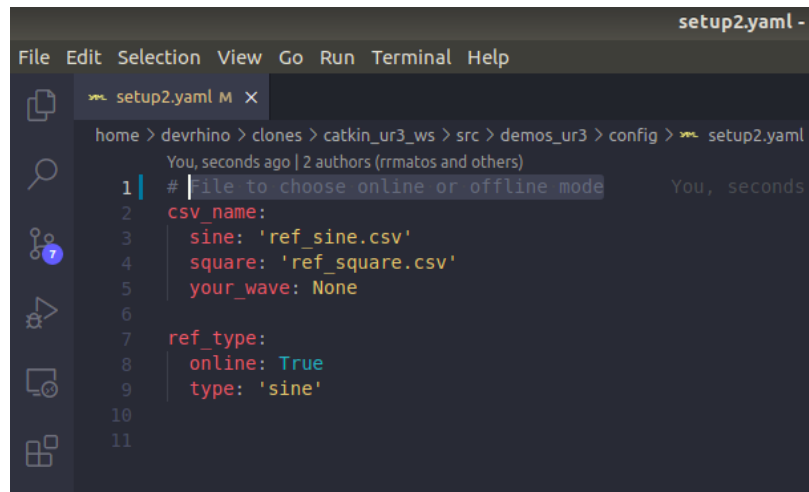 setup2.yaml -
File Edit Selection View Go Run Terminal Help
setup2.yaml M ×
home > devrhino > clones > catkin_ur3_ws > src > demos_ur3 > config > setup2.yaml
You, seconds ago | 2 authors (rrmatos and others)
1 # File to choose online or offline mode You, seconds
2 csv_name:
3 sine: 'ref_sine.csv'
4 square: 'ref_square.csv'
5 your_wave: None
6
7 ref_type:
8 online: True
9 type: 'sine'
10
11
7